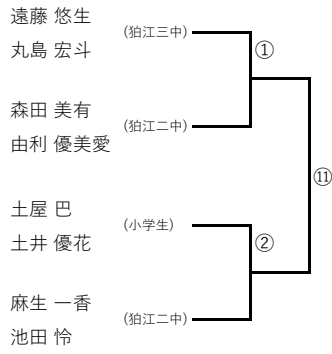 遠藤 悠生
(狛江三中)
丸島 宏斗
①
森田 美有
(狛江二中)
由利 優美愛
⑪
土屋 巴
(小学生)
土井 優花
②
麻生 一香
(狛江二中)
池田 怜